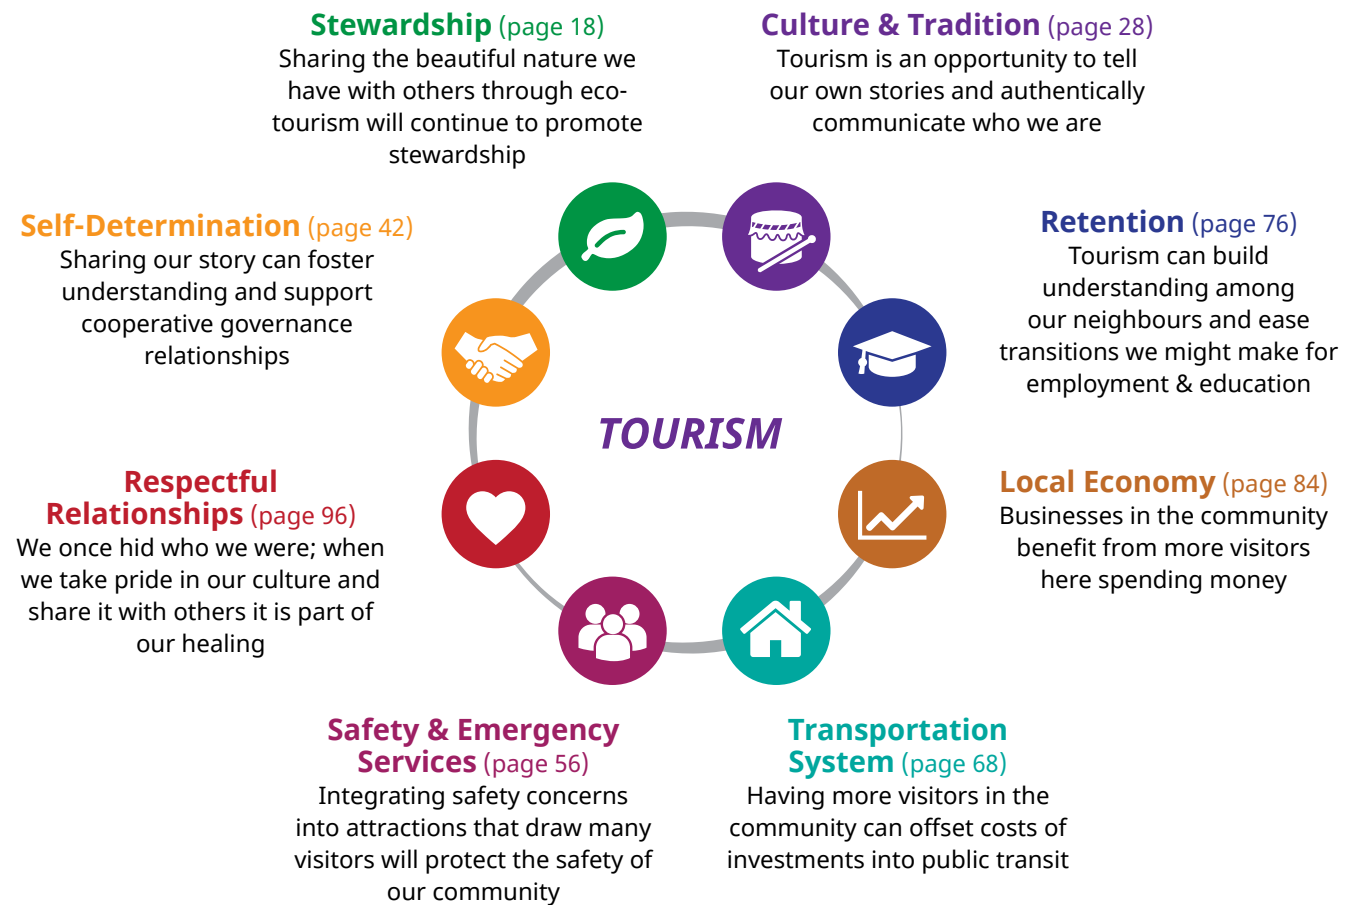 Stewardship (page 18)
Sharing the beautiful nature we
have with others through eco-
tourism will continue to promote
stewardship
Culture & Tradition (page 28)
Tourism is an opportunity to tell
our own stories and authentically
communicate who we are
Self-Determination (page 42)
Sharing our story can foster
understanding and support
cooperative governance
relationships
Retention (page 76)
Tourism can build
understanding among
our neighbours and ease
transitions we might make for
employment & education
TOURISM
Respectful
Relationships (page 96)
We once hid who we were; when
we take pride in our culture and
share it with others it is part of
our healing
Local Economy (page 84)
Businesses in the community
benefit from more visitors
here spending money
Safety & Emergency
Services (page 56)
Integrating safety concerns
into attractions that draw many
visitors will protect the safety of
our community
Transportation
System (page 68)
Having more visitors in the
community can offset costs of
investments into public transit